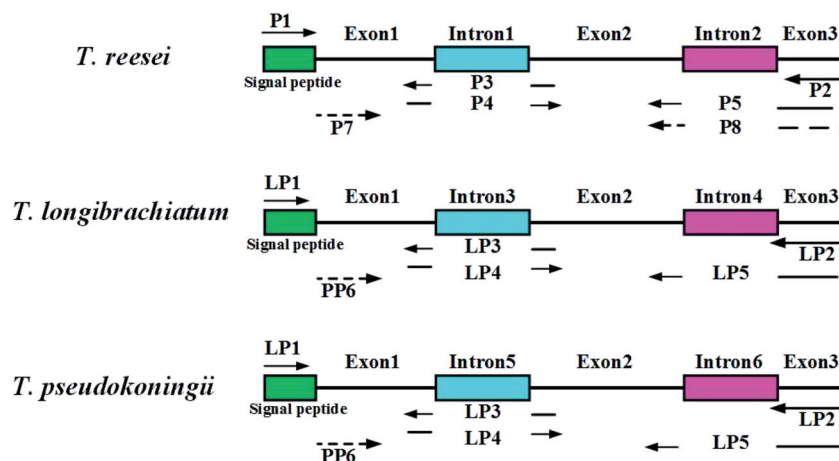 P1
Exon1 Intron1 Exon2 Intron2 Exon3
T. reesei
Signal peptide
P3
P2
P4 P5
P7 P8
LP1
Exon1 Intron3 Exon2 Intron4 Exon3
T. longibrachiatum
Signal peptide
LP3 LP2
LP4 LP5
PP6
LP1
Exon1 Intron5 Exon2 Intron6 Exon3
T. pseudokoningii
Signal peptide
LP3 LP2
LP4 LP5
PP6